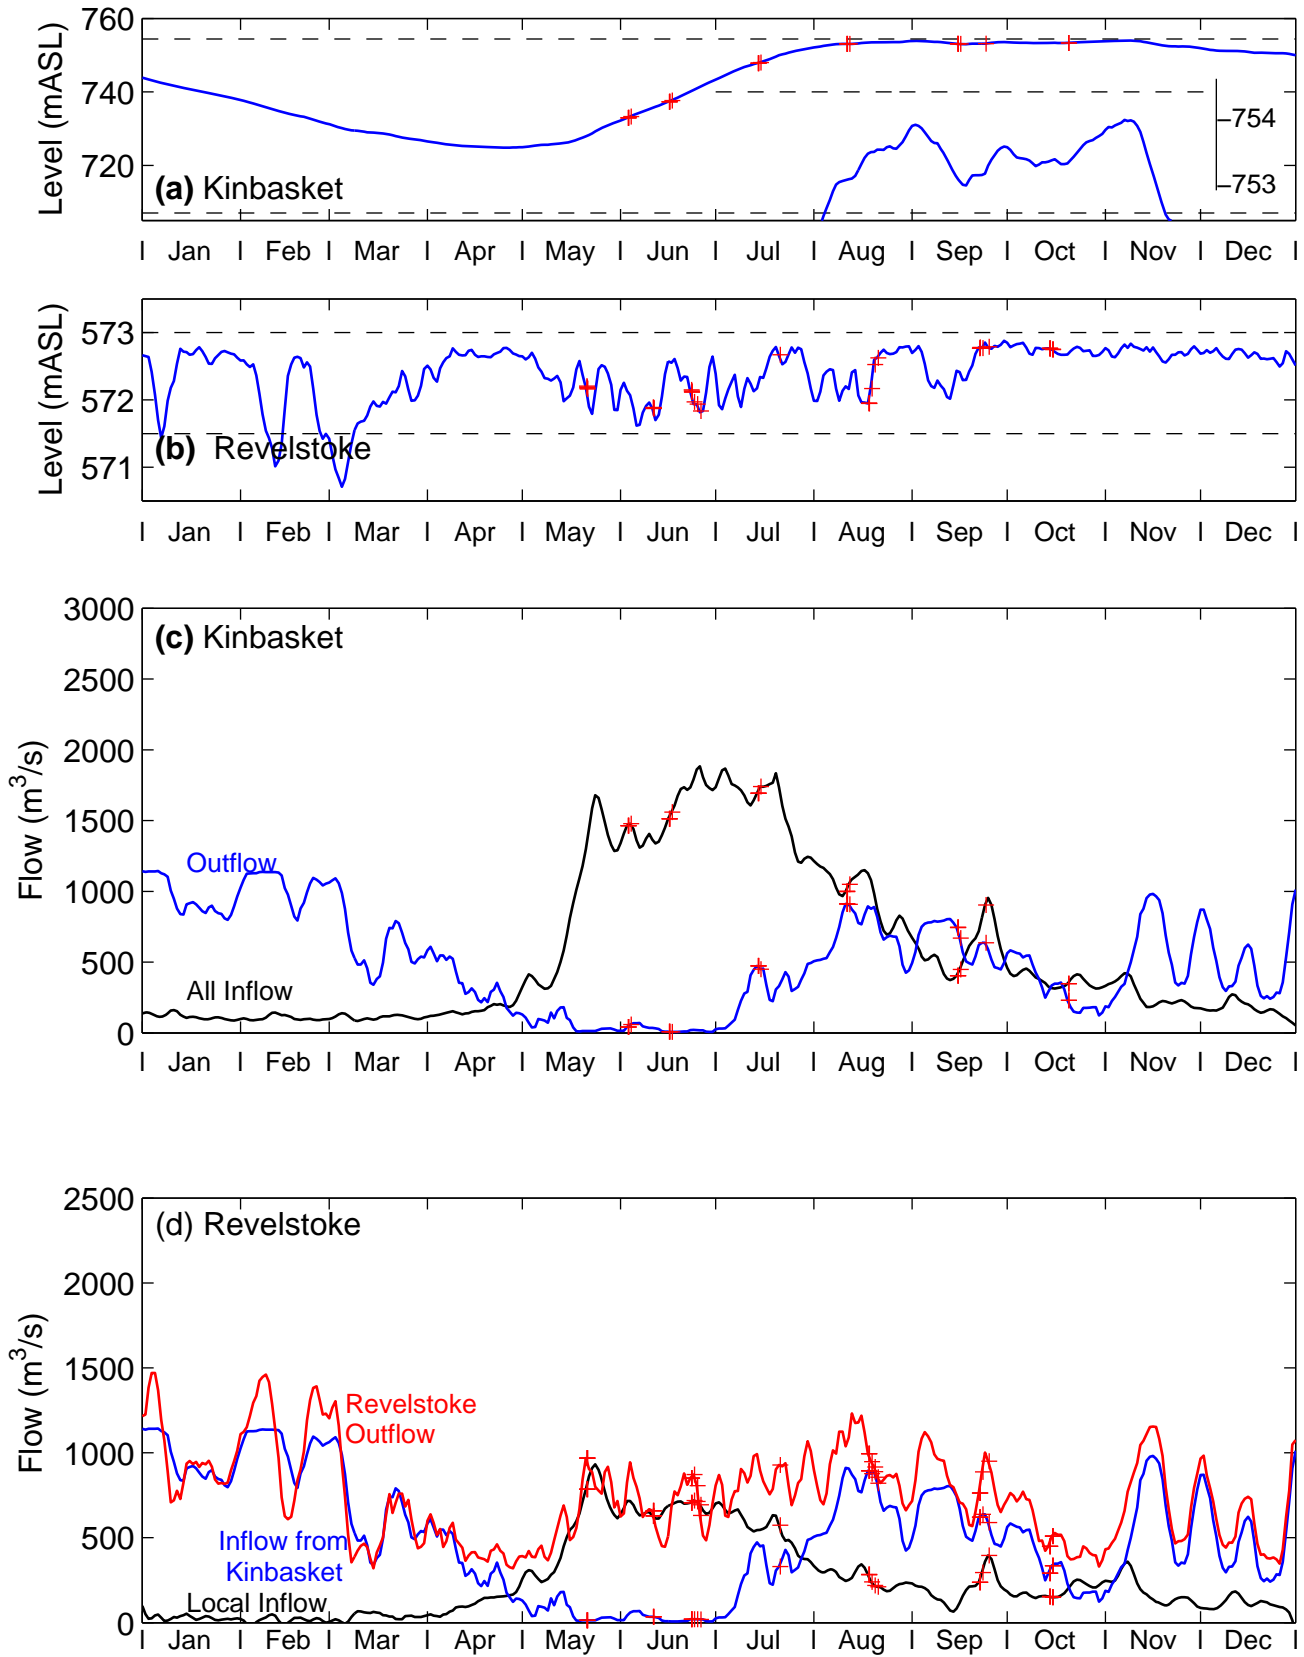 760
740
720
Level (mASL)
(a) Kinbasket
754
753
Jan Feb Mar Apr May Jun Jul Aug Sep Oct Nov Dec
573
572
571
Level (mASL)
(b) Revelstoke
Jan Feb Mar Apr May Jun Jul Aug Sep Oct Nov Dec
3000
2500
2000
1500
1000
500
0
Flow (m³/s)
(c) Kinbasket
Outflow
All Inflow
Jan Feb Mar Apr May Jun Jul Aug Sep Oct Nov Dec
2500
2000
1500
1000
500
0
Flow (m³/s)
(d) Revelstoke
Revelstoke
Outflow
Inflow from
Kinbasket
Local Inflow
Jan Feb Mar Apr May Jun Jul Aug Sep Oct Nov Dec